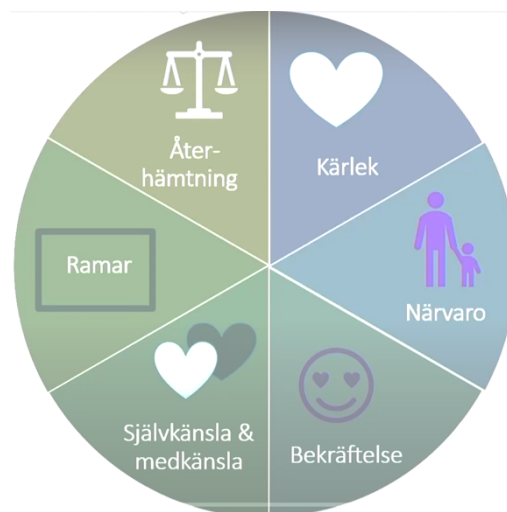 Åter-
hämtning
Kärlek
Ramar
Närvaro
Självkänsla &
medkänsla
Bekräftelse